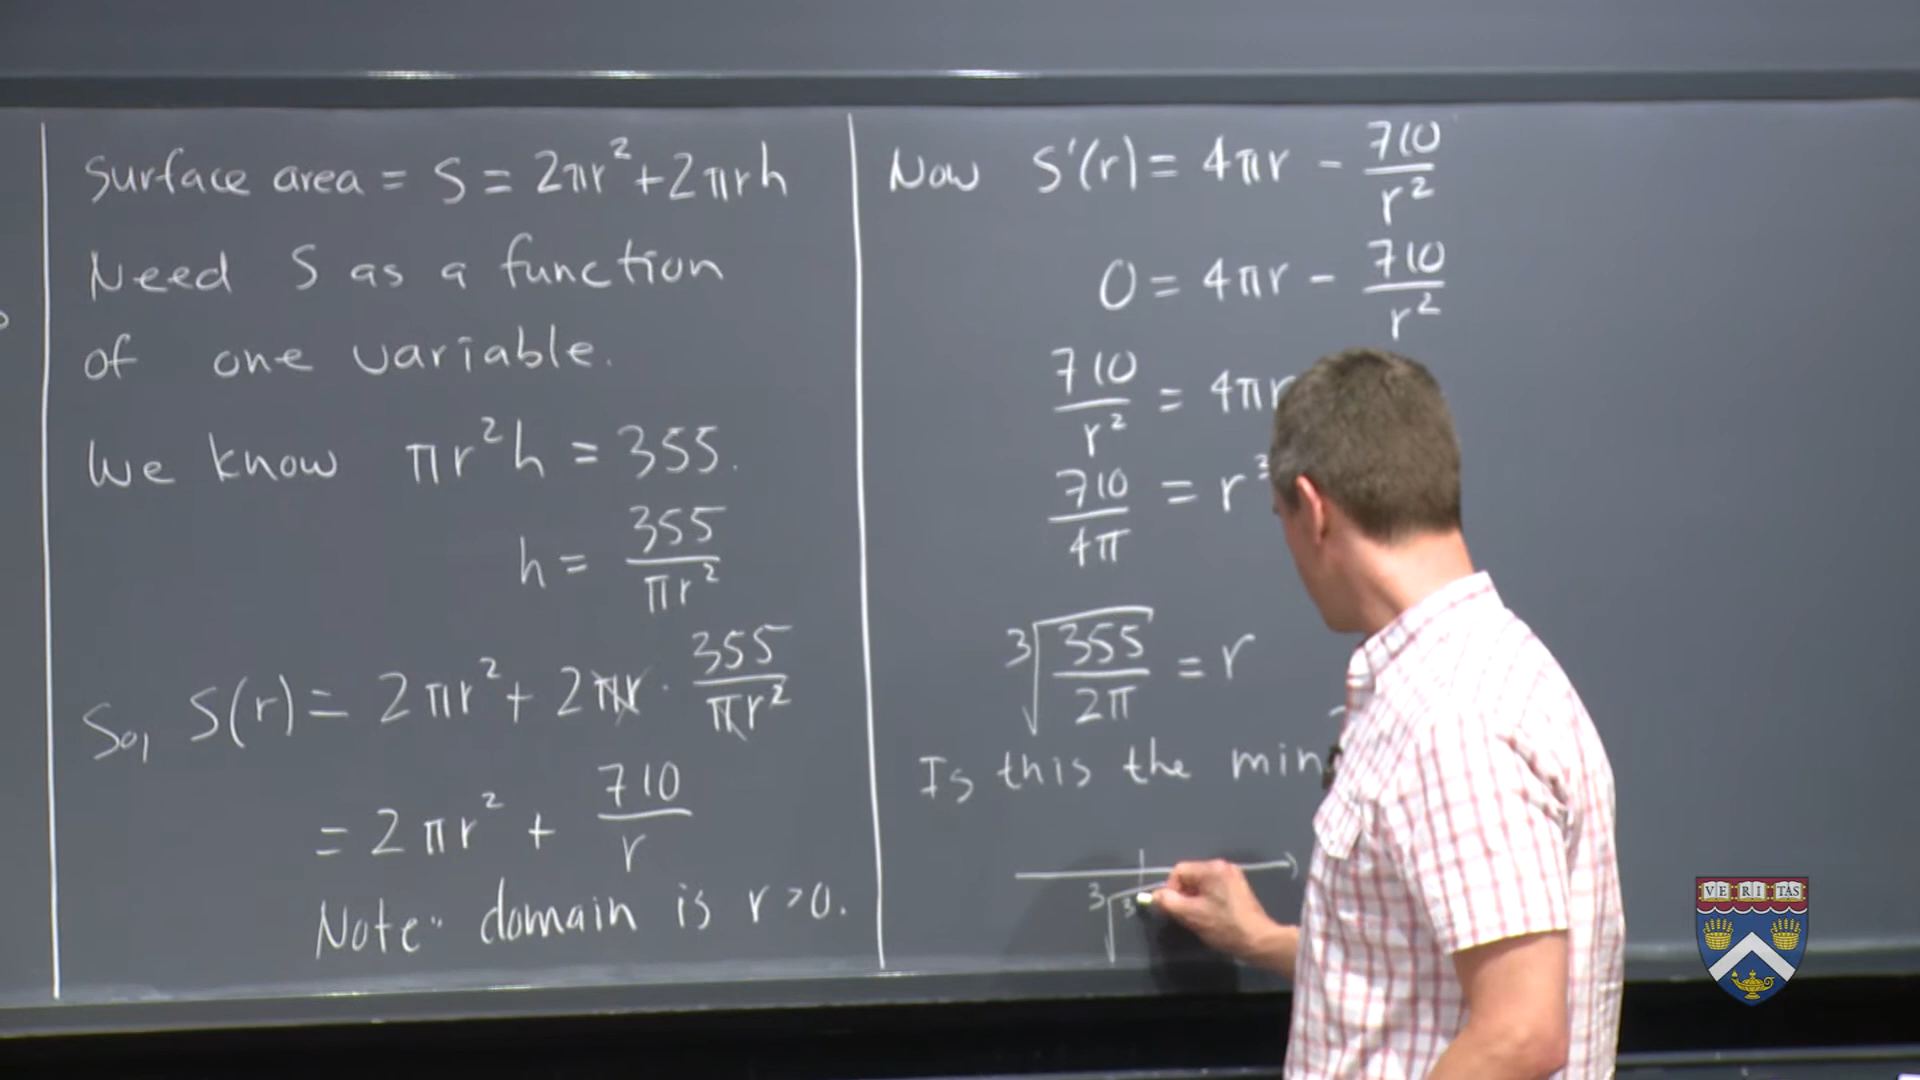 Surface area = S = 2πr² + 2πrh
Need S as a function
of one variable.
We know πr²h = 355.
h = 355/πr²
So, S(r) = 2πr² + 2πr · 355/πr²
= 2πr² + 710/r
Note: domain is r>0.
Now S'(r) = 4πr - 710/r²
0 = 4πr - 710/r²
710/r² = 4πr
710/4π = r³
∛(355/2π) = r
Is this the min
∛3
VE RI TAS